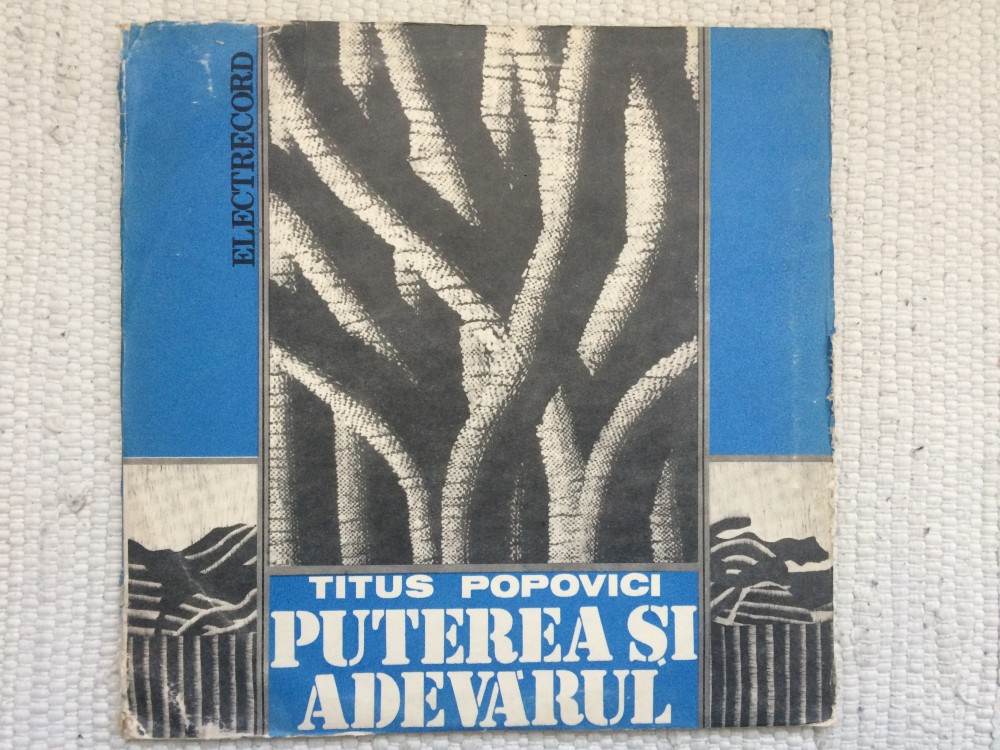 ELECTRECORD
TITUS POPOVICI
PUTEREA ȘI
ADEVĂRUL